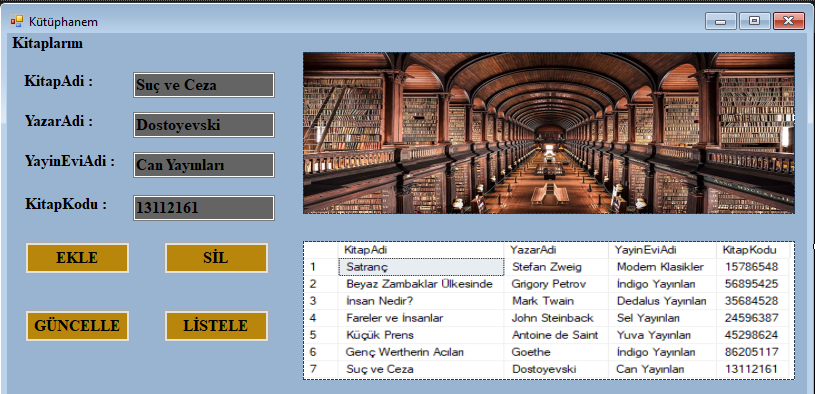 Kütüphanem
Kitaplarım
KitapAdi : Suç ve Ceza
YazarAdi : Dostoyevski
YayinEviAdi : Can Yayınları
KitapKodu : 13112161
EKLE SİL
GÜNCELLE LİSTELE
KitapAdi YazarAdi YayinEviAdi KitapKodu
1 Satranç Stefan Zweig Modern Klasikler 15786548
2 Beyaz Zambaklar Ülkesinde Grigory Petrov İndigo Yayınları 56895425
3 İnsan Nedir? Mark Twain Dedalus Yayınları 35684528
4 Fareler ve İnsanlar John Steinback Sel Yayınları 24596387
5 Küçük Prens Antoine de Saint Yuva Yayınları 45298624
6 Genç Wertherin Acıları Goethe İndigo Yayınları 86205117
7 Suç ve Ceza Dostoyevski Can Yayınları 13112161